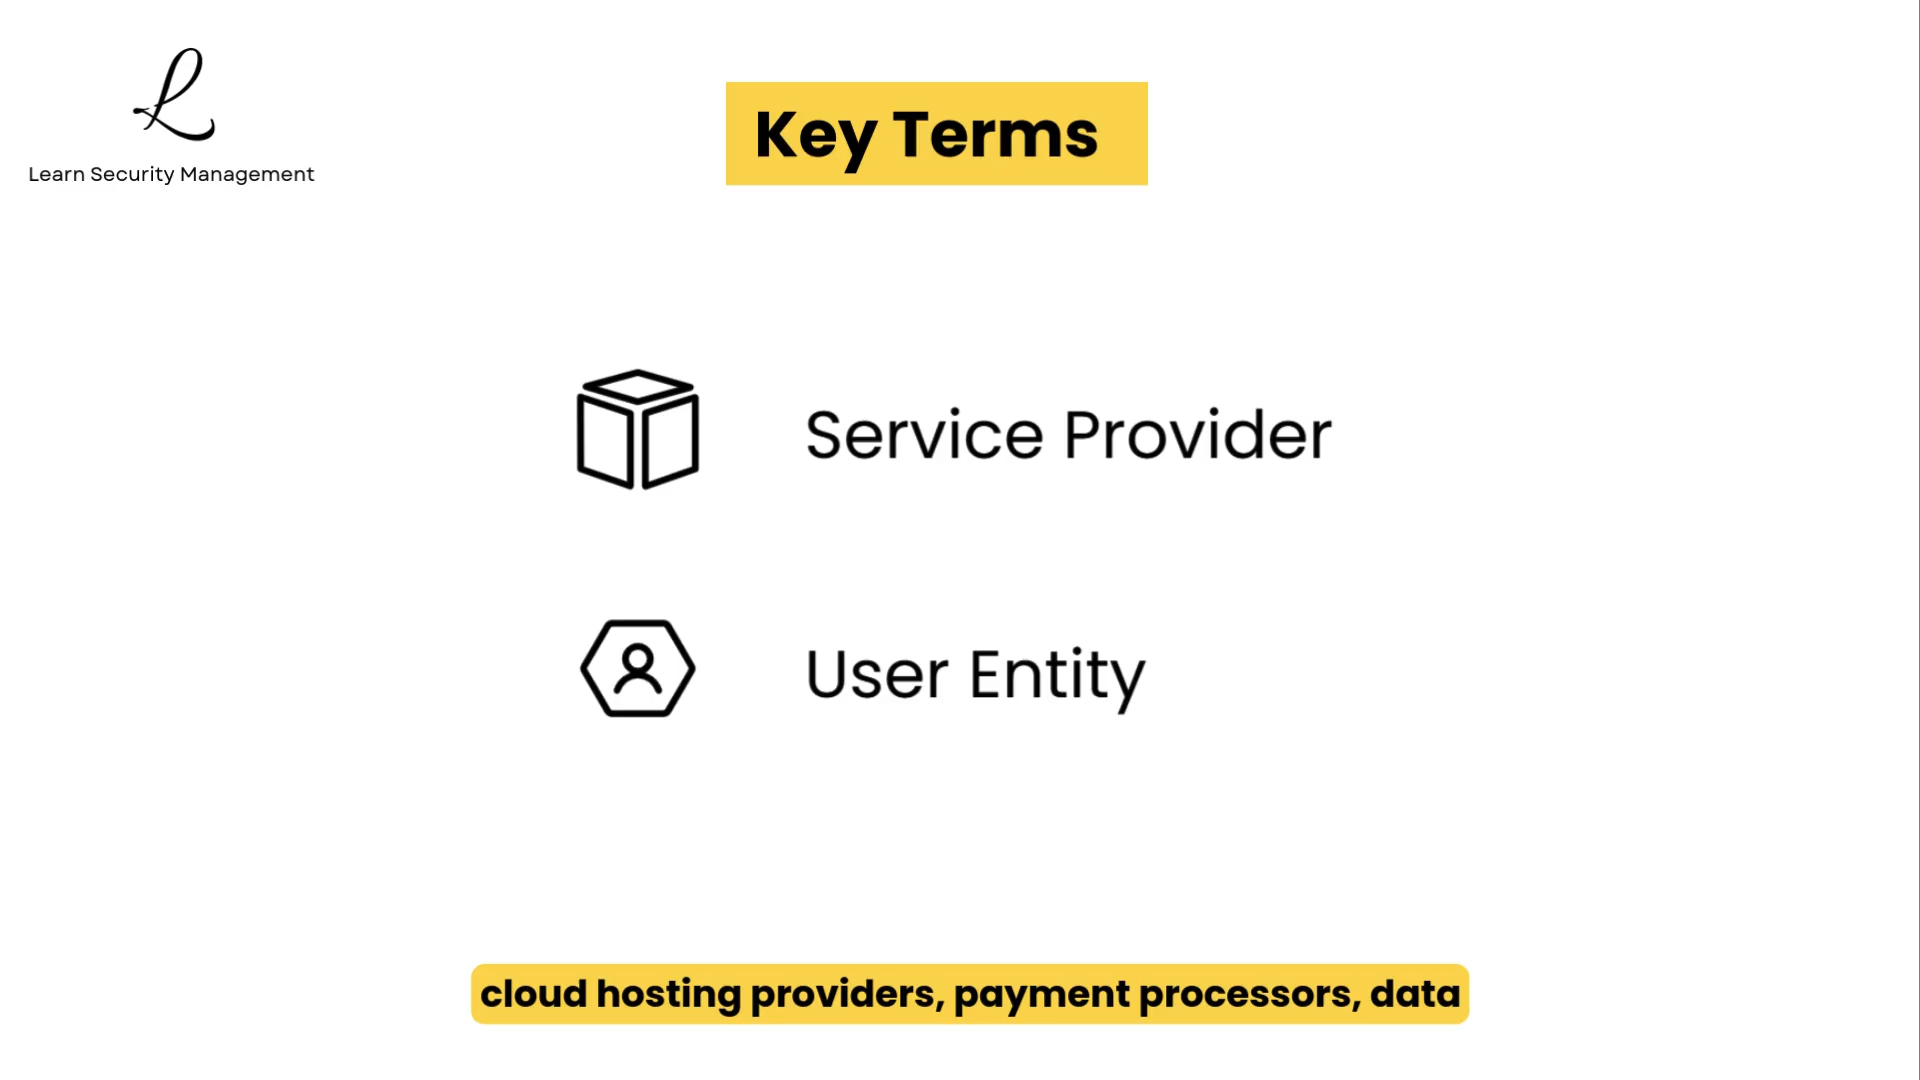 L
Learn Security Management
Key Terms
Service Provider
User Entity
cloud hosting providers, payment processors, data